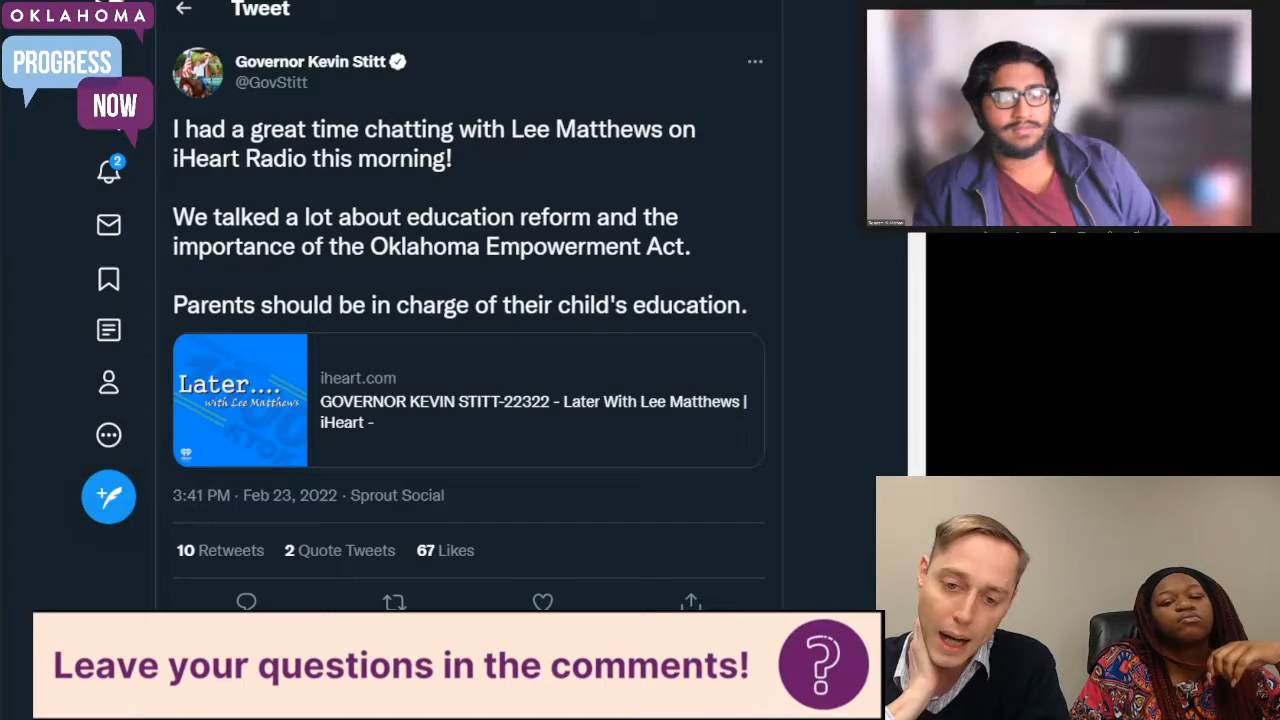 OKLAHOMA
PROGRESS
NOW
Tweet
Governor Kevin Stitt
@GovStitt
I had a great time chatting with Lee Matthews on
iHeart Radio this morning!
We talked a lot about education reform and the
importance of the Oklahoma Empowerment Act.
Parents should be in charge of their child's education.
2
Later....
with Lee Matthews
KTOK
iheart.com
GOVERNOR KEVIN STITT-22322 - Later With Lee Matthews |
iHeart -
3:41 PM · Feb 23, 2022 · Sprout Social
10 Retweets 2 Quote Tweets 67 Likes
Leave your questions in the comments!
?